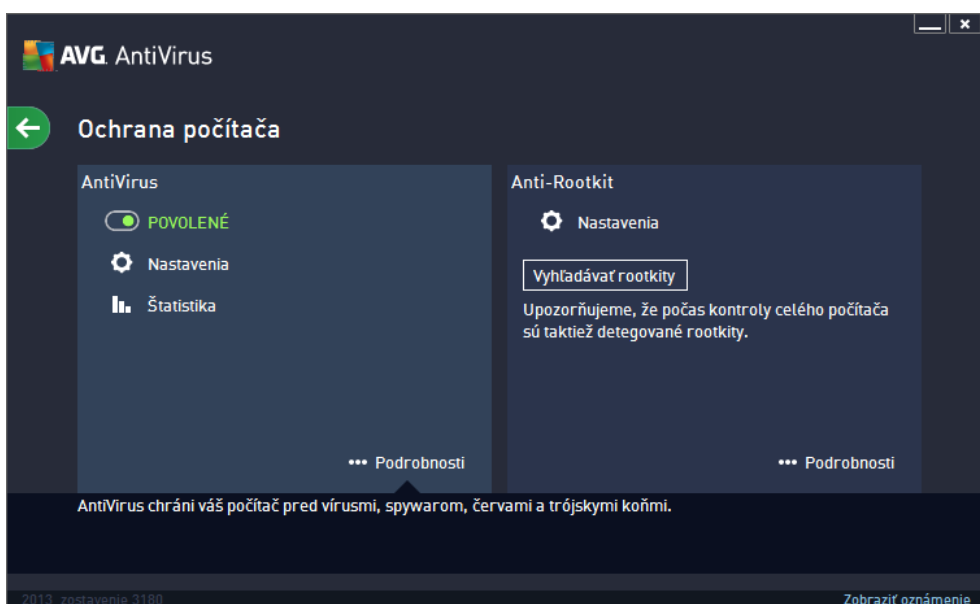 AVG. AntiVirus
Ochrana počítača
AntiVirus
POVOLENÉ
Nastavenia
Štatistika
••• Podrobnosti
Anti-Rootkit
Nastavenia
Vyhľadávať rootkity
Upozorňujeme, že počas kontroly celého počítača
sú taktiež detegované rootkity.
••• Podrobnosti
AntiVirus chráni váš počítač pred vírusmi, spywarom, červami a trójskymi koňmi.
2013 zostavenie 3180
Zobraziť oznámenie